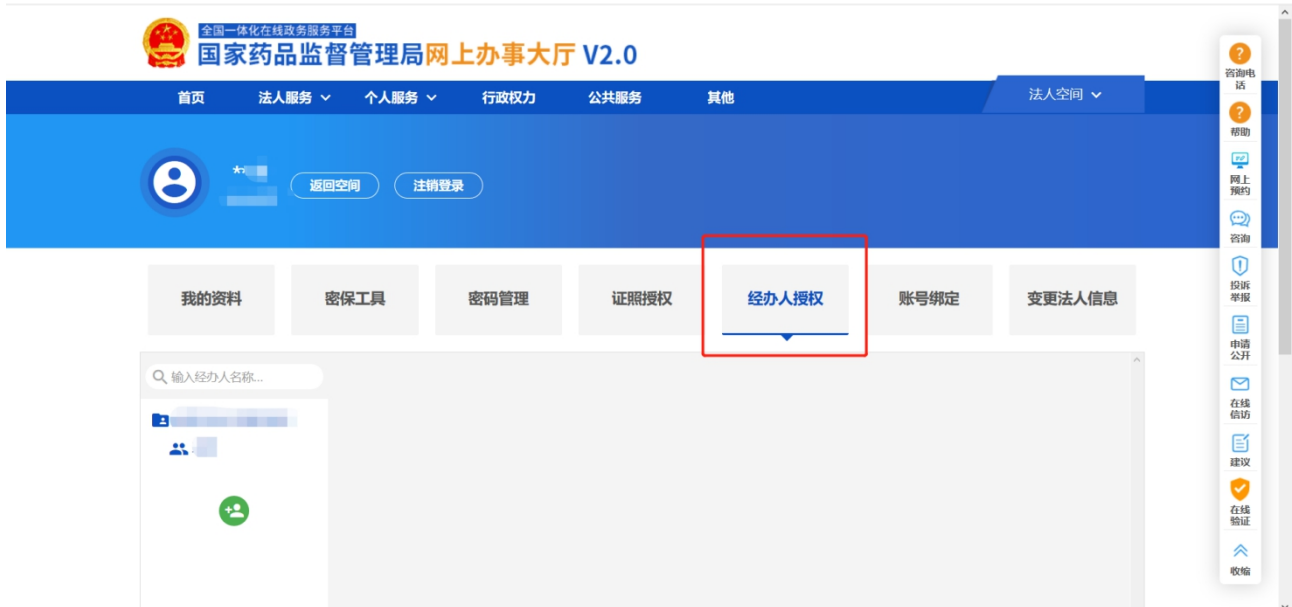 全国一体化在线政务服务平台
国家药品监督管理局网上办事大厅 V2.0
首页 法人服务 个人服务 行政权力 公共服务 其他 法人空间
返回空间 注销登录
我的资料 密保工具 密码管理 证照授权 经办人授权 账号绑定 变更法人信息
输入经办人名称...
咨询电
话
帮助
网上
预约
咨询
投诉
举报
申请
公开
在线
信访
建议
在线
验证
收缩